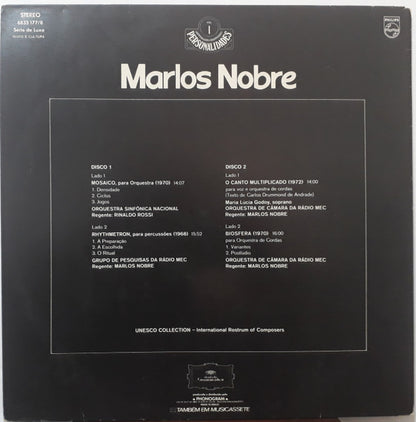 STEREO
6833 177/8
Série de Luxo
1
PERSONALIDADES
PHILIPS
Marlos Nobre
DISCO 1
Lado 1
MOSAICO, para Orquestra (1970) 14:07
1. Densidade
2. Ciclos
3. Jogos
ORQUESTRA SINFÔNICA NACIONAL
Regente: RINALDO ROSSI
Lado 2
RHYTHMETRON, para percussões (1968) 15:52
1. A Preparação
2. A Escolhida
3. O Ritual
GRUPO DE PESQUISAS DA RÁDIO MEC
Regente: MARLOS NOBRE
DISCO 2
Lado 1
O CANTO MULTIPLICADO (1972) 14:00
para voz e orquestra de cordas
(Texto de Carlos Drummond de Andrade)
Maria Lúcia Godoy, soprano
ORQUESTRA DE CÂMARA DA RÁDIO MEC
Regente: MARLOS NOBRE
Lado 2
BIOSFERA (1970) 16:00
para Orquestra de Cordas
1. Variantes
2. Postlúdio
ORQUESTRA DE CÂMARA DA RÁDIO MEC
Regente: MARLOS NOBRE
UNESCO COLLECTION – International Rostrum of Composers
PHONOGRAM
TAMBÉM EM MUSICASSETE